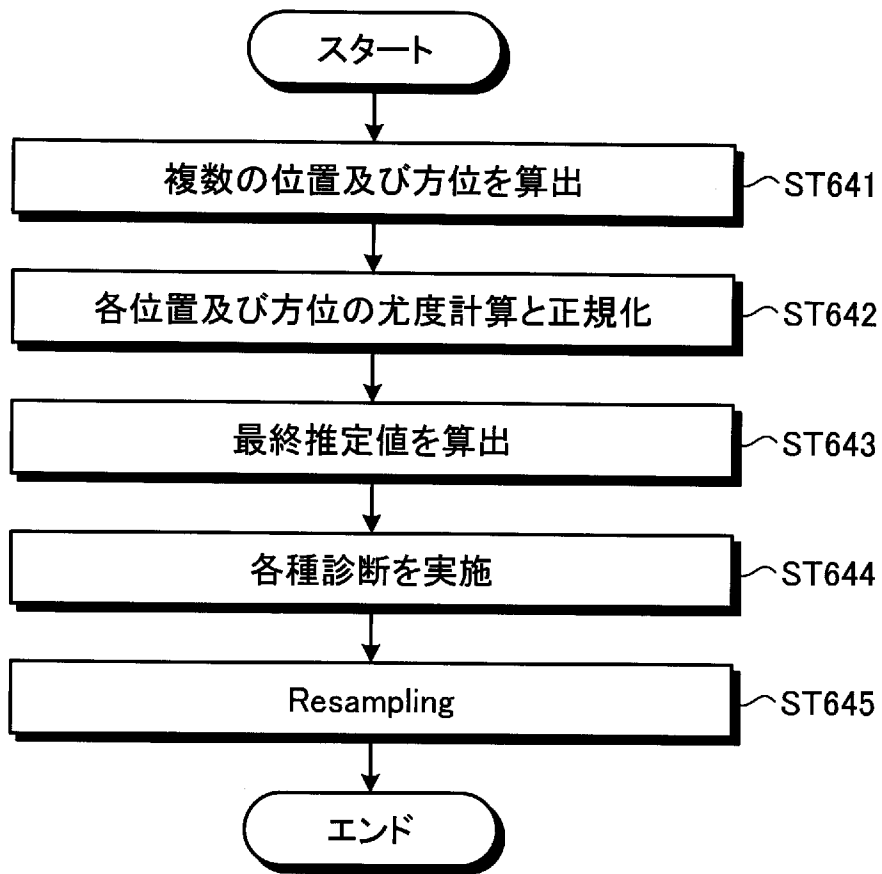 スタート
複数の位置及び方位を算出
ST641
各位置及び方位の尤度計算と正規化
ST642
最終推定値を算出
ST643
各種診断を実施
ST644
Resampling
ST645
エンド